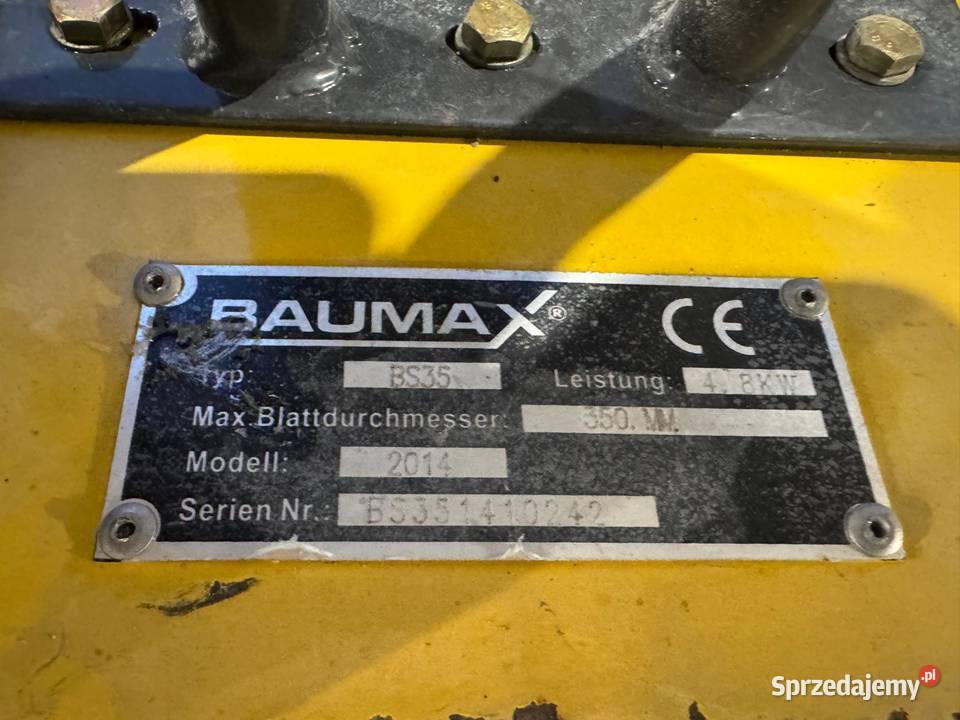 BAUMAX® CE
Typ BS35 Leistung: 4.8KW
Max.Blattdurchmesser: 350.MM.
Modell: 2014
Serien Nr.: BS351410242
Sprzedajemy.pl